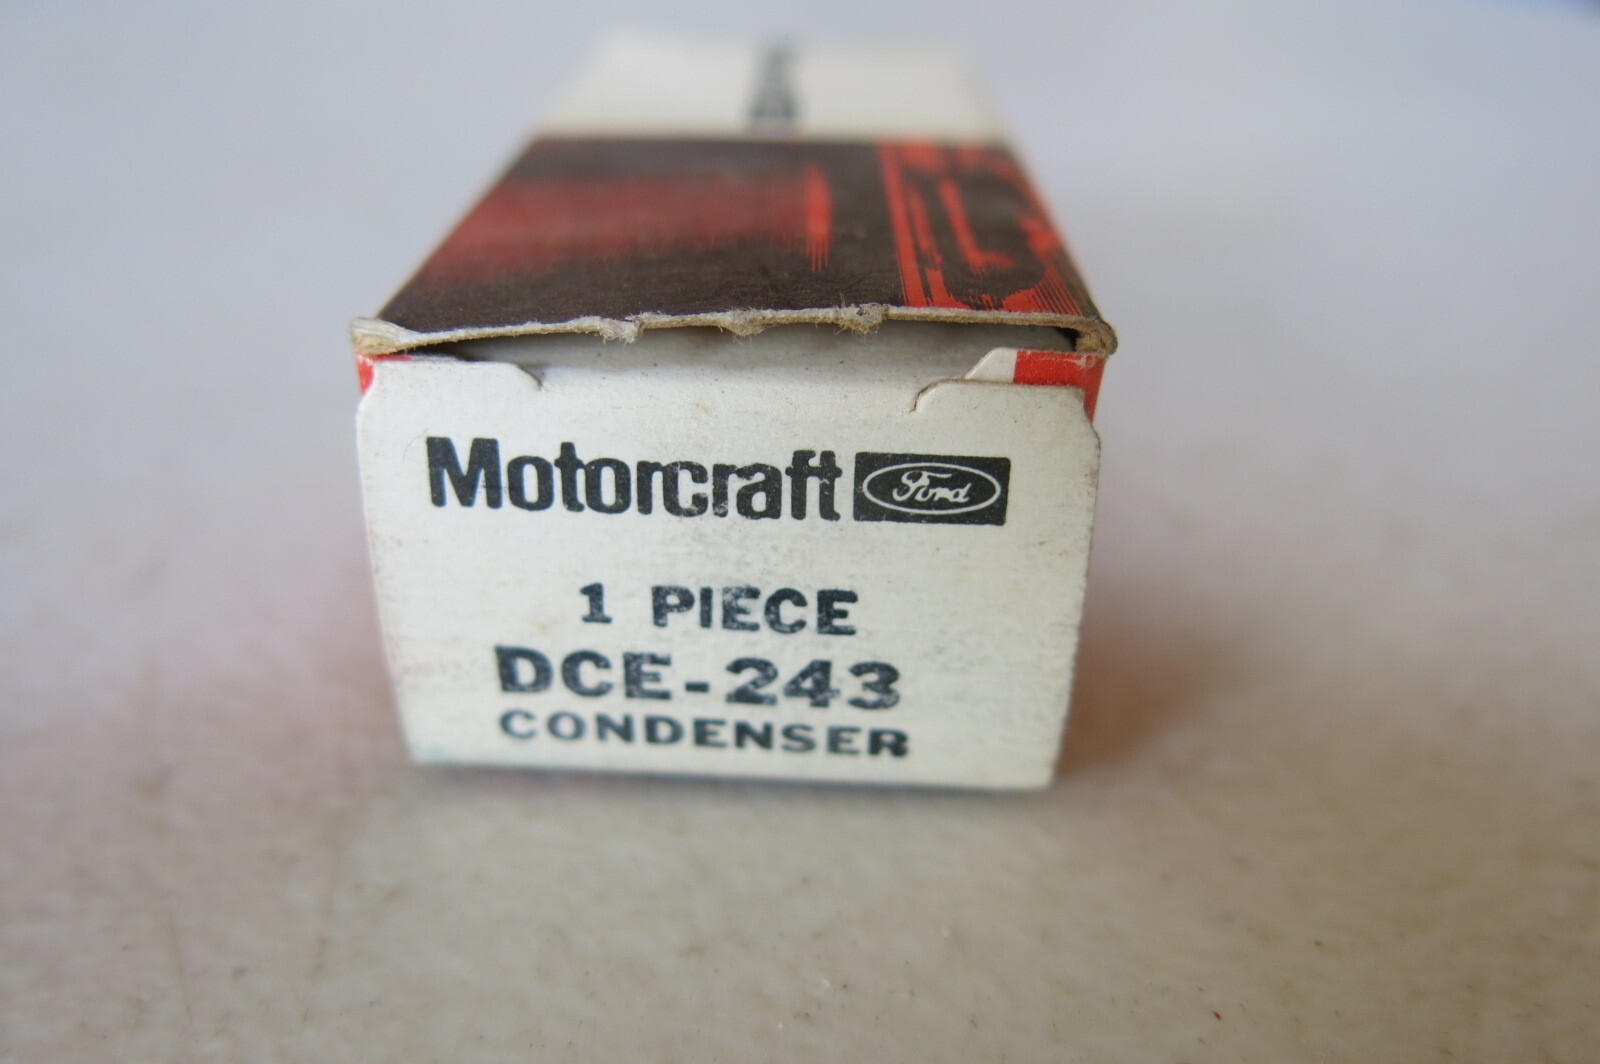 Motorcraft Ford
1 PIECE
DCE-243
CONDENSER